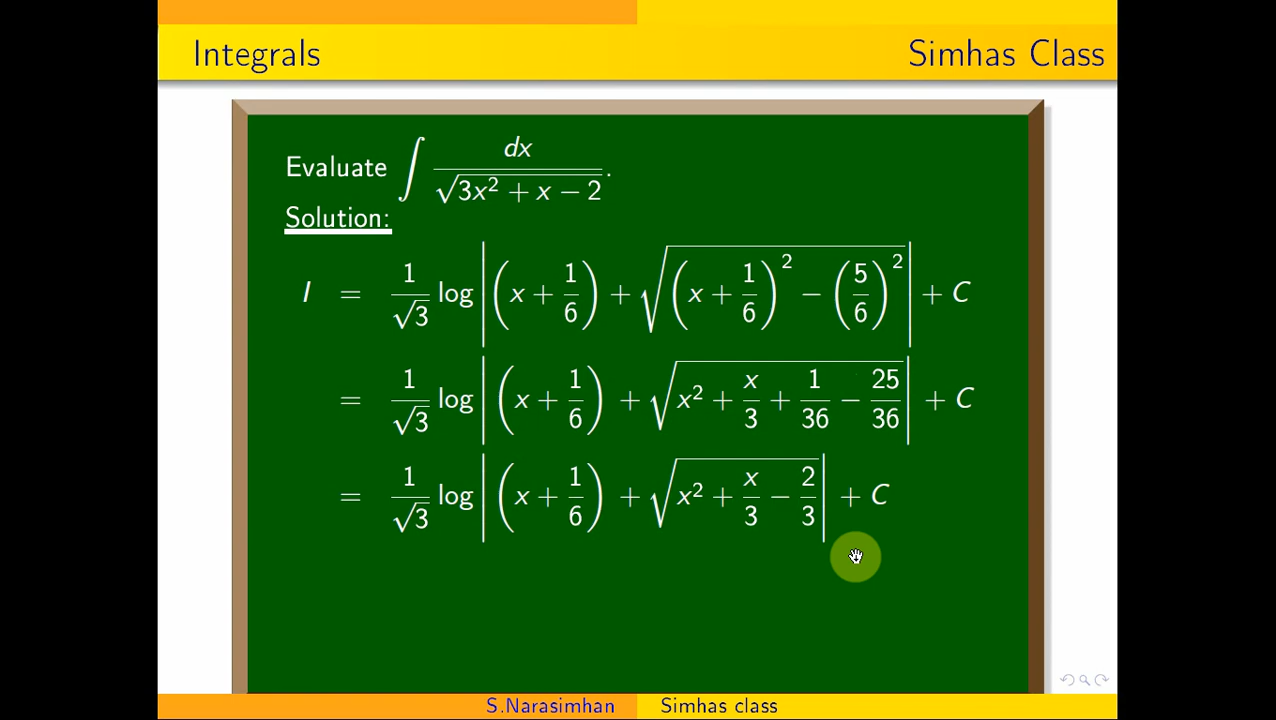 Integrals Simhas Class
Evaluate ∫ dx / √(3x² + x − 2).
Solution:
I = 1/√3 log |(x + 1/6) + √((x + 1/6)² − (5/6)²)| + C
= 1/√3 log |(x + 1/6) + √(x² + x/3 + 1/36 − 25/36)| + C
= 1/√3 log |(x + 1/6) + √(x² + x/3 − 2/3)| + C
S.Narasimhan Simhas class